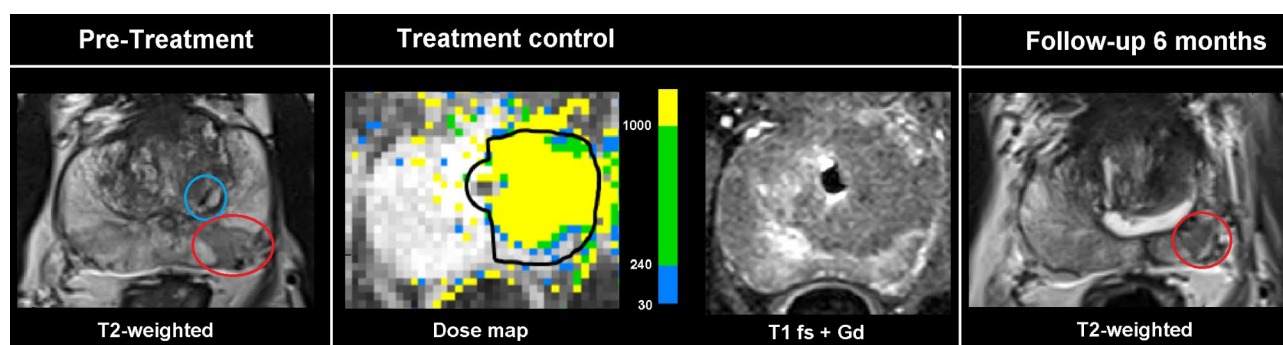 Pre-Treatment
Treatment control
Follow-up 6 months
1000
240
30
T2-weighted
Dose map
T1 fs + Gd
T2-weighted